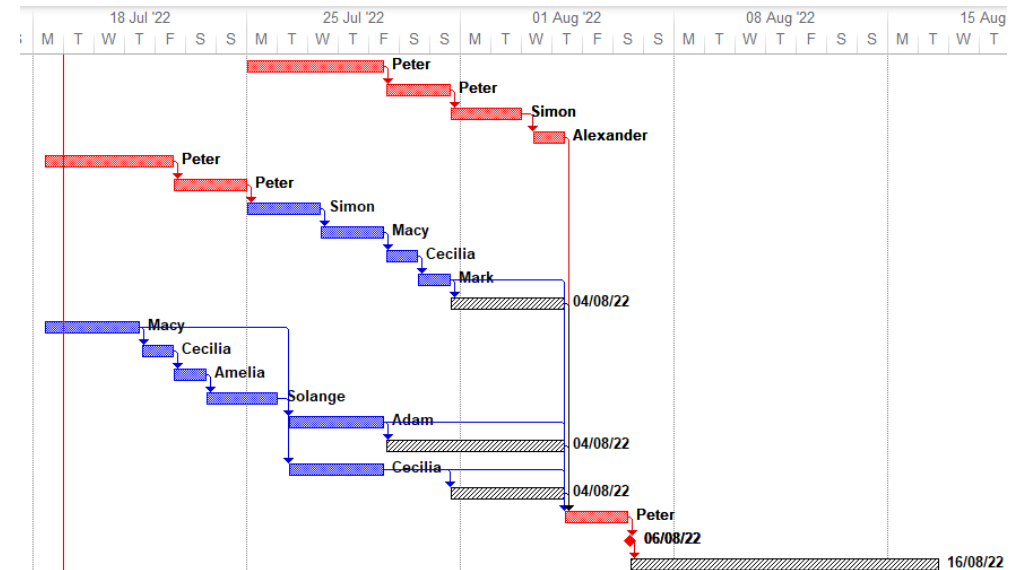 18 Jul '22 25 Jul '22 01 Aug '22 08 Aug '22 15 Aug
S M T W T F S S M T W T F S S M T W T F S S M T W T F S S M T W T
Peter
Peter
Simon
Alexander
Peter
Peter
Simon
Macy
Cecilia
Mark
04/08/22
Macy
Cecilia
Amelia
Solange
Adam
04/08/22
Cecilia
04/08/22
Peter
06/08/22
16/08/22